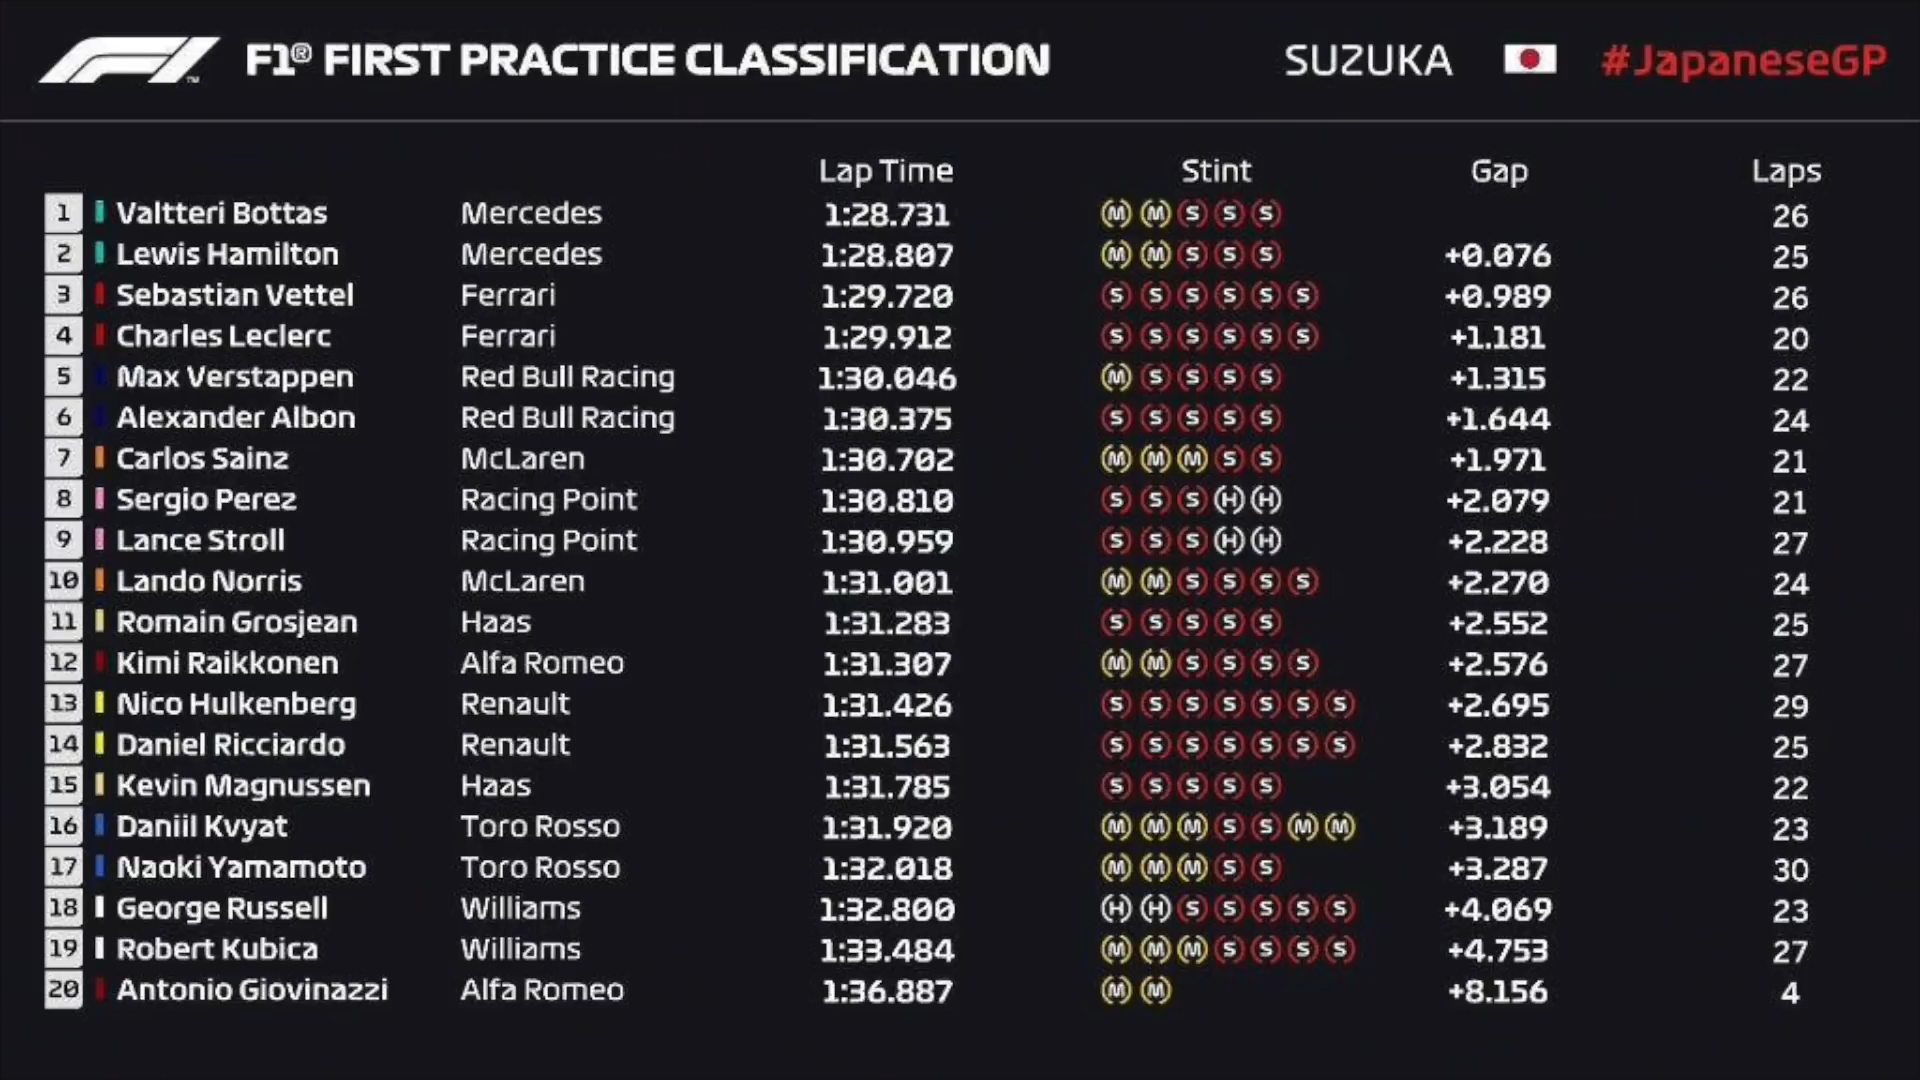 F1 ™ F1® FIRST PRACTICE CLASSIFICATION SUZUKA #JapaneseGP
Lap Time Stint Gap Laps
1 Valtteri Bottas Mercedes 1:28.731 M M S S S 26
2 Lewis Hamilton Mercedes 1:28.807 M M S S S +0.076 25
3 Sebastian Vettel Ferrari 1:29.720 S S S S S S +0.989 26
4 Charles Leclerc Ferrari 1:29.912 S S S S S S +1.181 20
5 Max Verstappen Red Bull Racing 1:30.046 M S S S S +1.315 22
6 Alexander Albon Red Bull Racing 1:30.375 S S S S S +1.644 24
7 Carlos Sainz McLaren 1:30.702 M M M S S +1.971 21
8 Sergio Perez Racing Point 1:30.810 S S S H H +2.079 21
9 Lance Stroll Racing Point 1:30.959 S S S H H +2.228 27
10 Lando Norris McLaren 1:31.001 M M S S S S +2.270 24
11 Romain Grosjean Haas 1:31.283 S S S S S +2.552 25
12 Kimi Raikkonen Alfa Romeo 1:31.307 M M S S S S +2.576 27
13 Nico Hulkenberg Renault 1:31.426 S S S S S S S +2.695 29
14 Daniel Ricciardo Renault 1:31.563 S S S S S S S +2.832 25
15 Kevin Magnussen Haas 1:31.785 S S S S S +3.054 22
16 Daniil Kvyat Toro Rosso 1:31.920 M M M S S M M +3.189 23
17 Naoki Yamamoto Toro Rosso 1:32.018 M M M S S +3.287 30
18 George Russell Williams 1:32.800 H H S S S S S +4.069 23
19 Robert Kubica Williams 1:33.484 M M M S S S S +4.753 27
20 Antonio Giovinazzi Alfa Romeo 1:36.887 M M +8.156 4